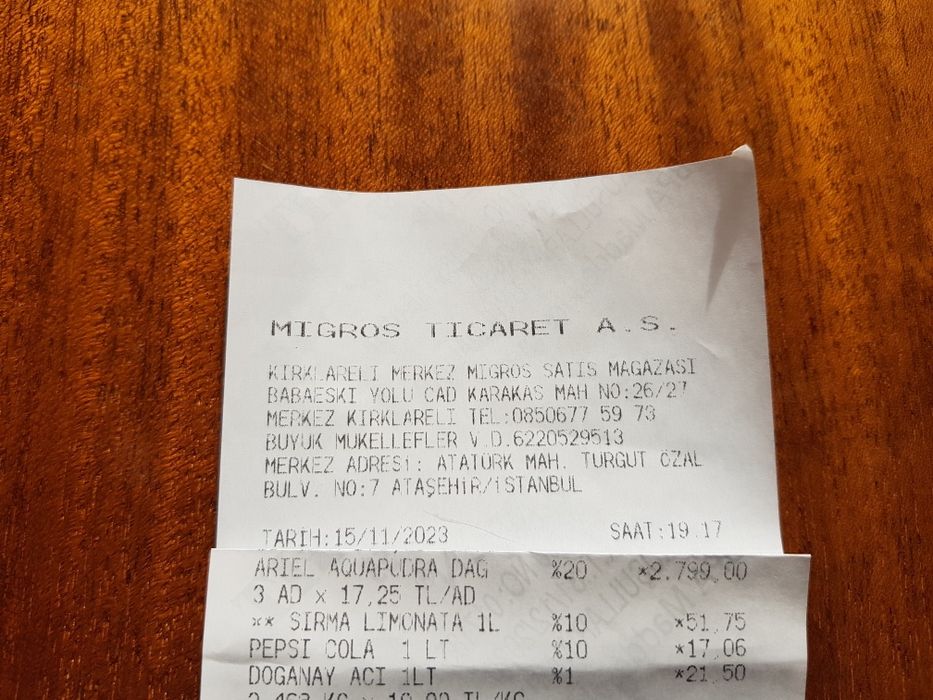 MIGROS TICARET A.S.
KIRKLARELI MERKEZ MIGROS SATIS MAGAZASI
BABAESKI YOLU CAD KARAKAS MAH NO:26/27
MERKEZ KIRKLARELI TEL:0850677 59 73
BUYUK MUKELLEFLER V.D.6220529513
MERKEZ ADRESİ: ATATÜRK MAH. TURGUT ÖZAL
BULV. NO:7 ATAŞEHİR/İSTANBUL
TARİH:15/11/2023 SAAT:19.17
ARIEL AQUAPUDRA DAG %20 *2.799,00
3 AD x 17,25 TL/AD
** SIRMA LIMONATA 1L %10 *51,75
PEPSI COLA 1 LT %10 *17,06
DOGANAY ACI 1LT %1 *21,50